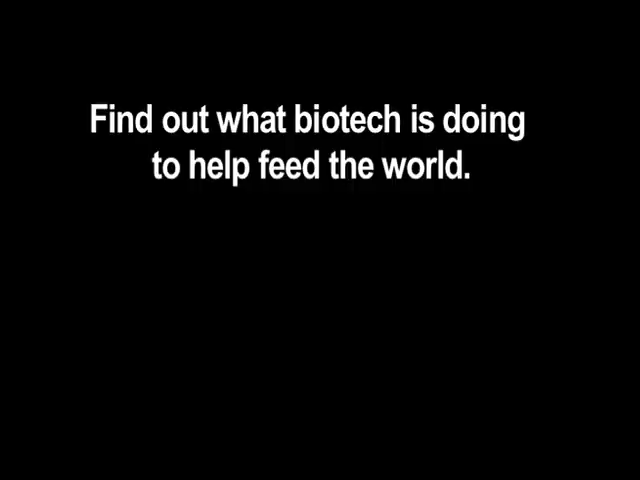 Find out what biotech is doing
to help feed the world.